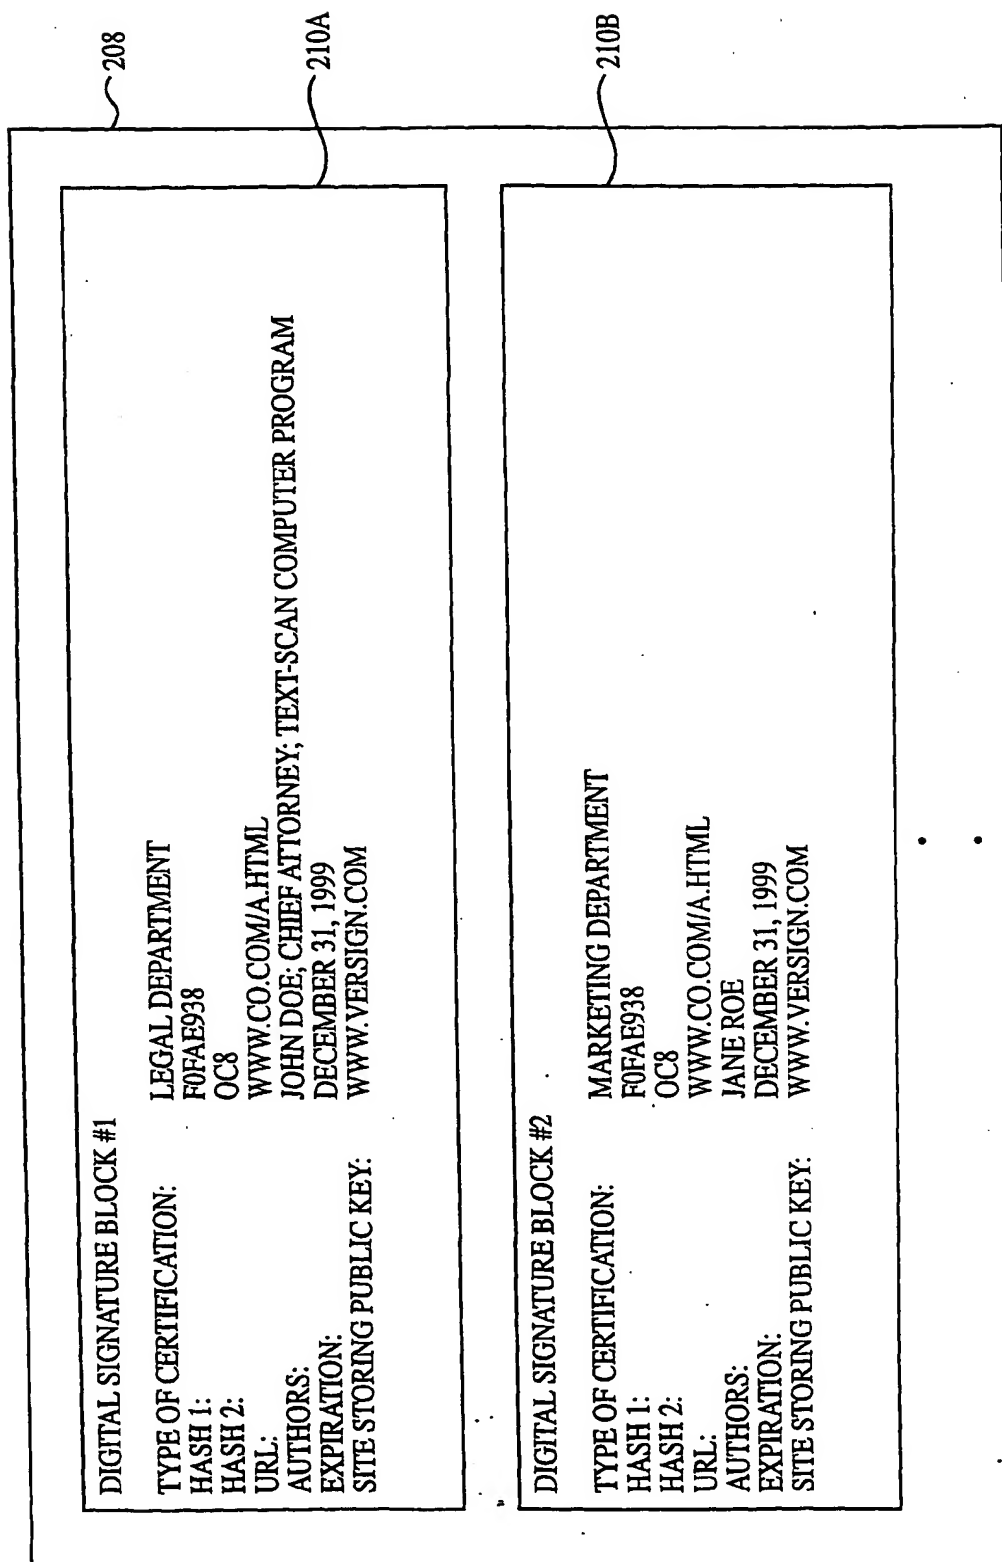 208
210A
DIGITAL SIGNATURE BLOCK #1
TYPE OF CERTIFICATION: LEGAL DEPARTMENT
HASH 1: F0FAE938
HASH 2: OC8
URL: WWW.CO.COM/A.HTML
AUTHORS: JOHN DOE; CHIEF ATTORNEY; TEXT-SCAN COMPUTER PROGRAM
EXPIRATION: DECEMBER 31, 1999
SITE STORING PUBLIC KEY: WWW.VERSIGN.COM
210B
DIGITAL SIGNATURE BLOCK #2
TYPE OF CERTIFICATION: MARKETING DEPARTMENT
HASH 1: F0FAE938
HASH 2: OC8
URL: WWW.CO.COM/A.HTML
AUTHORS: JANE ROE
EXPIRATION: DECEMBER 31, 1999
SITE STORING PUBLIC KEY: WWW.VERSIGN.COM